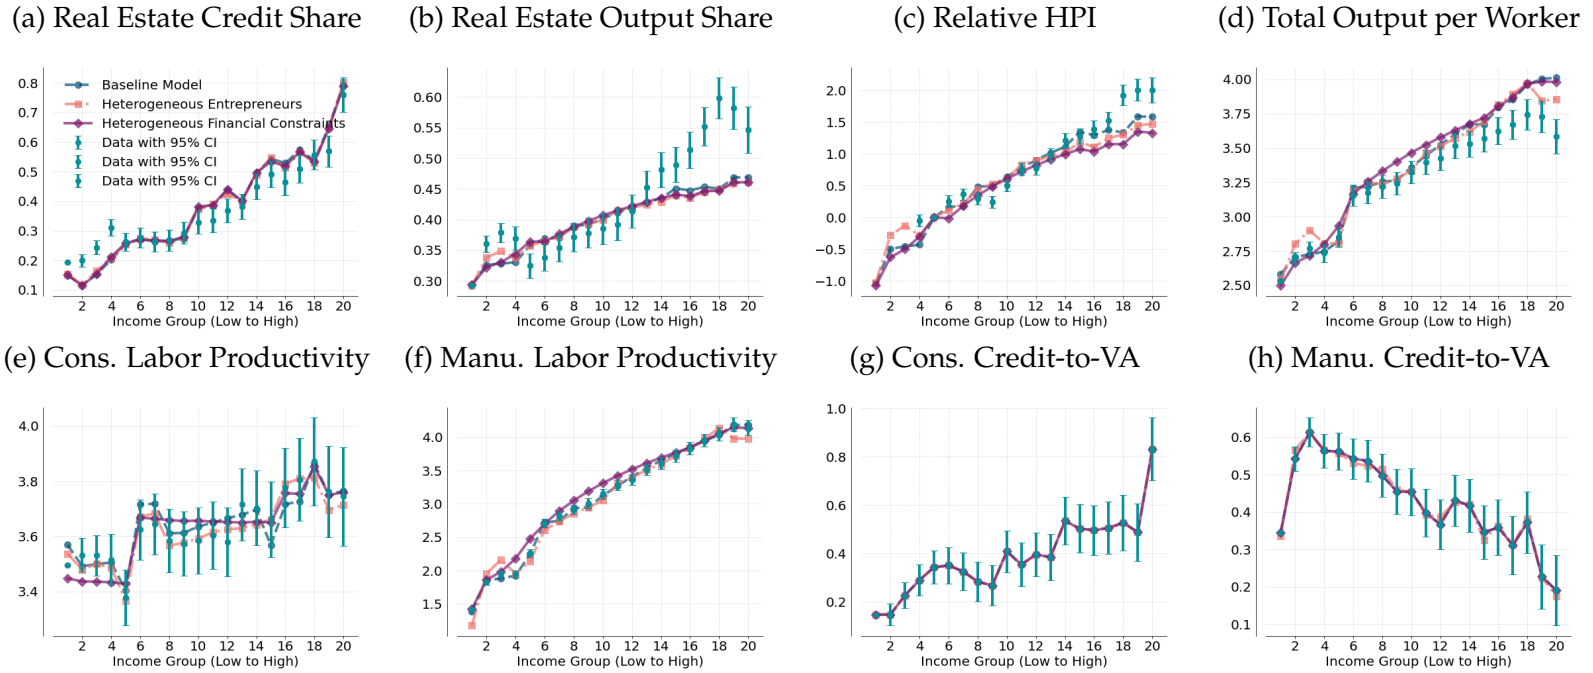 (a) Real Estate Credit Share
0.8
0.7
0.6
0.5
0.4
0.3
0.2
0.1
Baseline Model
Heterogeneous Entrepreneurs
Heterogeneous Financial Constraints
Data with 95% CI
Data with 95% CI
Data with 95% CI
2 4 6 8 10 12 14 16 18 20
Income Group (Low to High)
(b) Real Estate Output Share
0.60
0.55
0.50
0.45
0.40
0.35
0.30
2 4 6 8 10 12 14 16 18 20
Income Group (Low to High)
(c) Relative HPI
2.0
1.5
1.0
0.5
0.0
−0.5
−1.0
2 4 6 8 10 12 14 16 18 20
Income Group (Low to High)
(d) Total Output per Worker
4.00
3.75
3.50
3.25
3.00
2.75
2.50
2 4 6 8 10 12 14 16 18 20
Income Group (Low to High)
(e) Cons. Labor Productivity
4.0
3.8
3.6
3.4
2 4 6 8 10 12 14 16 18 20
Income Group (Low to High)
(f) Manu. Labor Productivity
4.0
3.5
3.0
2.5
2.0
1.5
2 4 6 8 10 12 14 16 18 20
Income Group (Low to High)
(g) Cons. Credit-to-VA
1.0
0.8
0.6
0.4
0.2
2 4 6 8 10 12 14 16 18 20
Income Group (Low to High)
(h) Manu. Credit-to-VA
0.6
0.5
0.4
0.3
0.2
0.1
2 4 6 8 10 12 14 16 18 20
Income Group (Low to High)